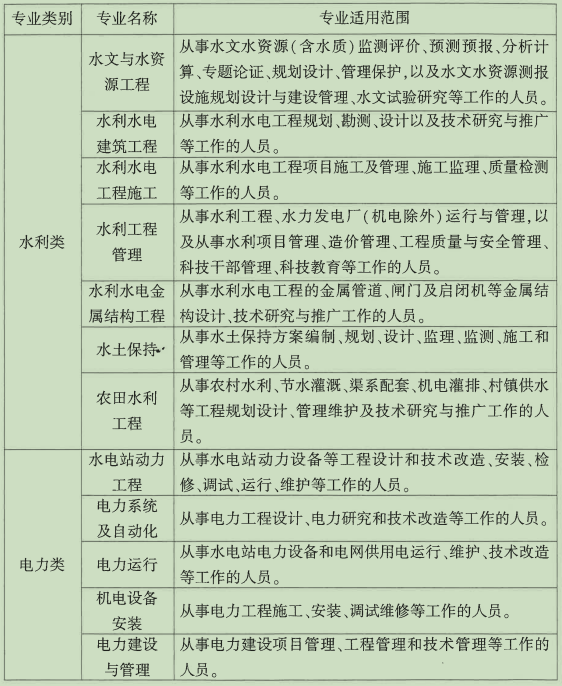 专业类别 专业名称 专业适用范围
水利类
水文与水资
源工程
从事水文水资源(含水质)监测评价、预测预报、分析计
算、专题论证、规划设计、管理保护,以及水文水资源测报
设施规划设计与建设管理、水文试验研究等工作的人员。
水利水电
建筑工程
从事水利水电工程规划、勘测、设计以及技术研究与推广
等工作的人员。
水利水电
工程施工
从事水利水电工程项目施工及管理、施工监理、质量检测
等工作的人员。
水利工程
管理
从事水利工程、水力发电厂(机电除外)运行与管理,以
及从事水利项目管理、造价管理、工程质量与安全管理、
科技干部管理、科技教育等工作的人员。
水利水电金
属结构工程
从事水利水电工程的金属管道、闸门及启闭机等金属结
构设计、技术研究与推广工作的人员。
水土保持
从事水土保持方案编制、规划、设计、监理、监测、施工和
管理等工作的人员。
农田水利
工程
从事农村水利、节水灌溉、渠系配套、机电灌排、村镇供水
等工程规划设计、管理维护及技术研究与推广工作的人
员。
电力类
水电站动力
工程
从事水电站动力设备等工程设计和技术改造、安装、检
修、调试、运行、维护等工作的人员。
电力系统
及自动化
从事电力工程设计、电力研究和技术改造等工作的人员。
电力运行
从事水电站电力设备和电网供用电运行、维护、技术改造
等工作的人员。
机电设备
安装
从事电力工程施工、安装、调试维修等工作的人员。
电力建设
与管理
从事电力建设项目管理、工程管理和技术管理等工作的
人员。